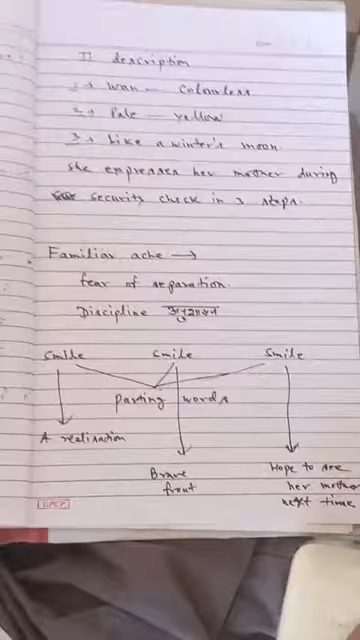 II description
1 → Wan — Colourless
2 → Pale — yellow
3 → Like a winter's moon
She expresses her mother during
security check in 3 steps.
Familiar ache →
fear of separation.
Discipline अनुशासन
Smile Smile Smile
parting words
A realisation
Brave
front
Hope to see
her mother
next time